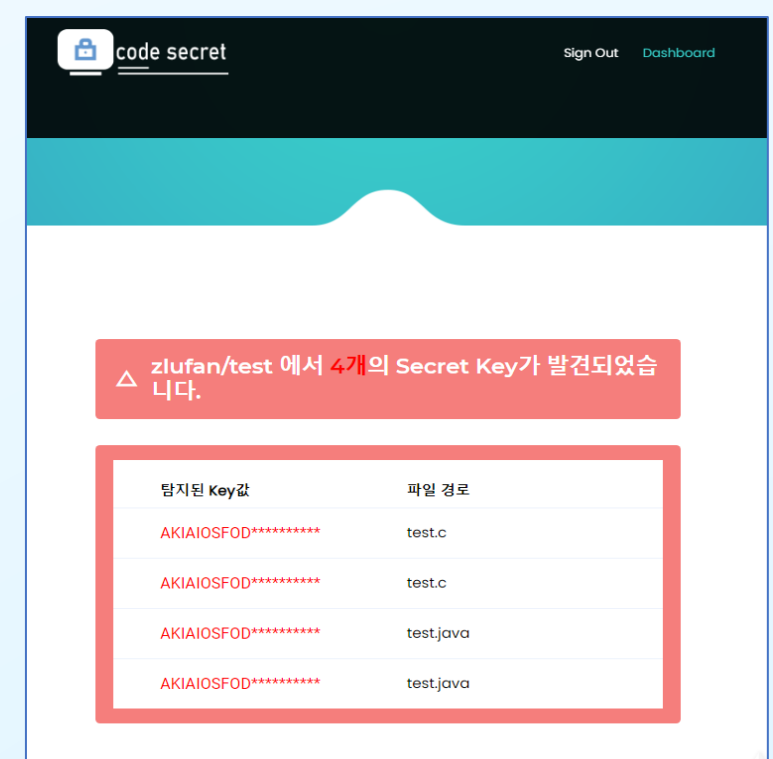 code secret
Sign Out Dashboard
zlufan/test 에서 4개의 Secret Key가 발견되었습
니다.
탐지된 Key값 파일 경로
AKIAIOSFOD********** test.c
AKIAIOSFOD********** test.c
AKIAIOSFOD********** test.java
AKIAIOSFOD********** test.java